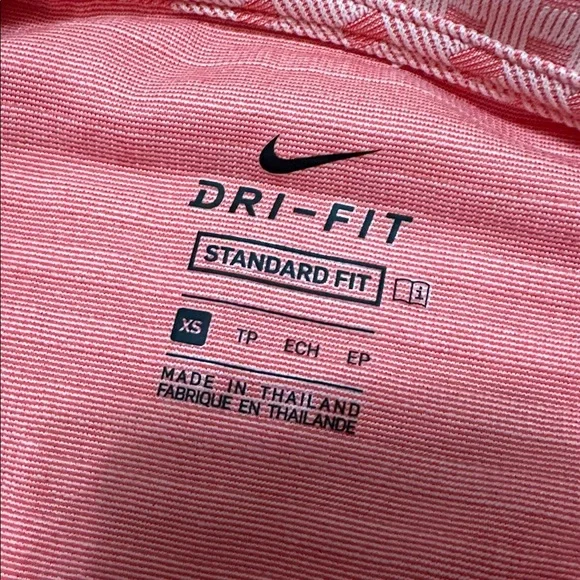 DRI-FIT
STANDARD FIT
XS TP ECH EP
MADE IN THAILAND
FABRIQUE EN THAILANDE